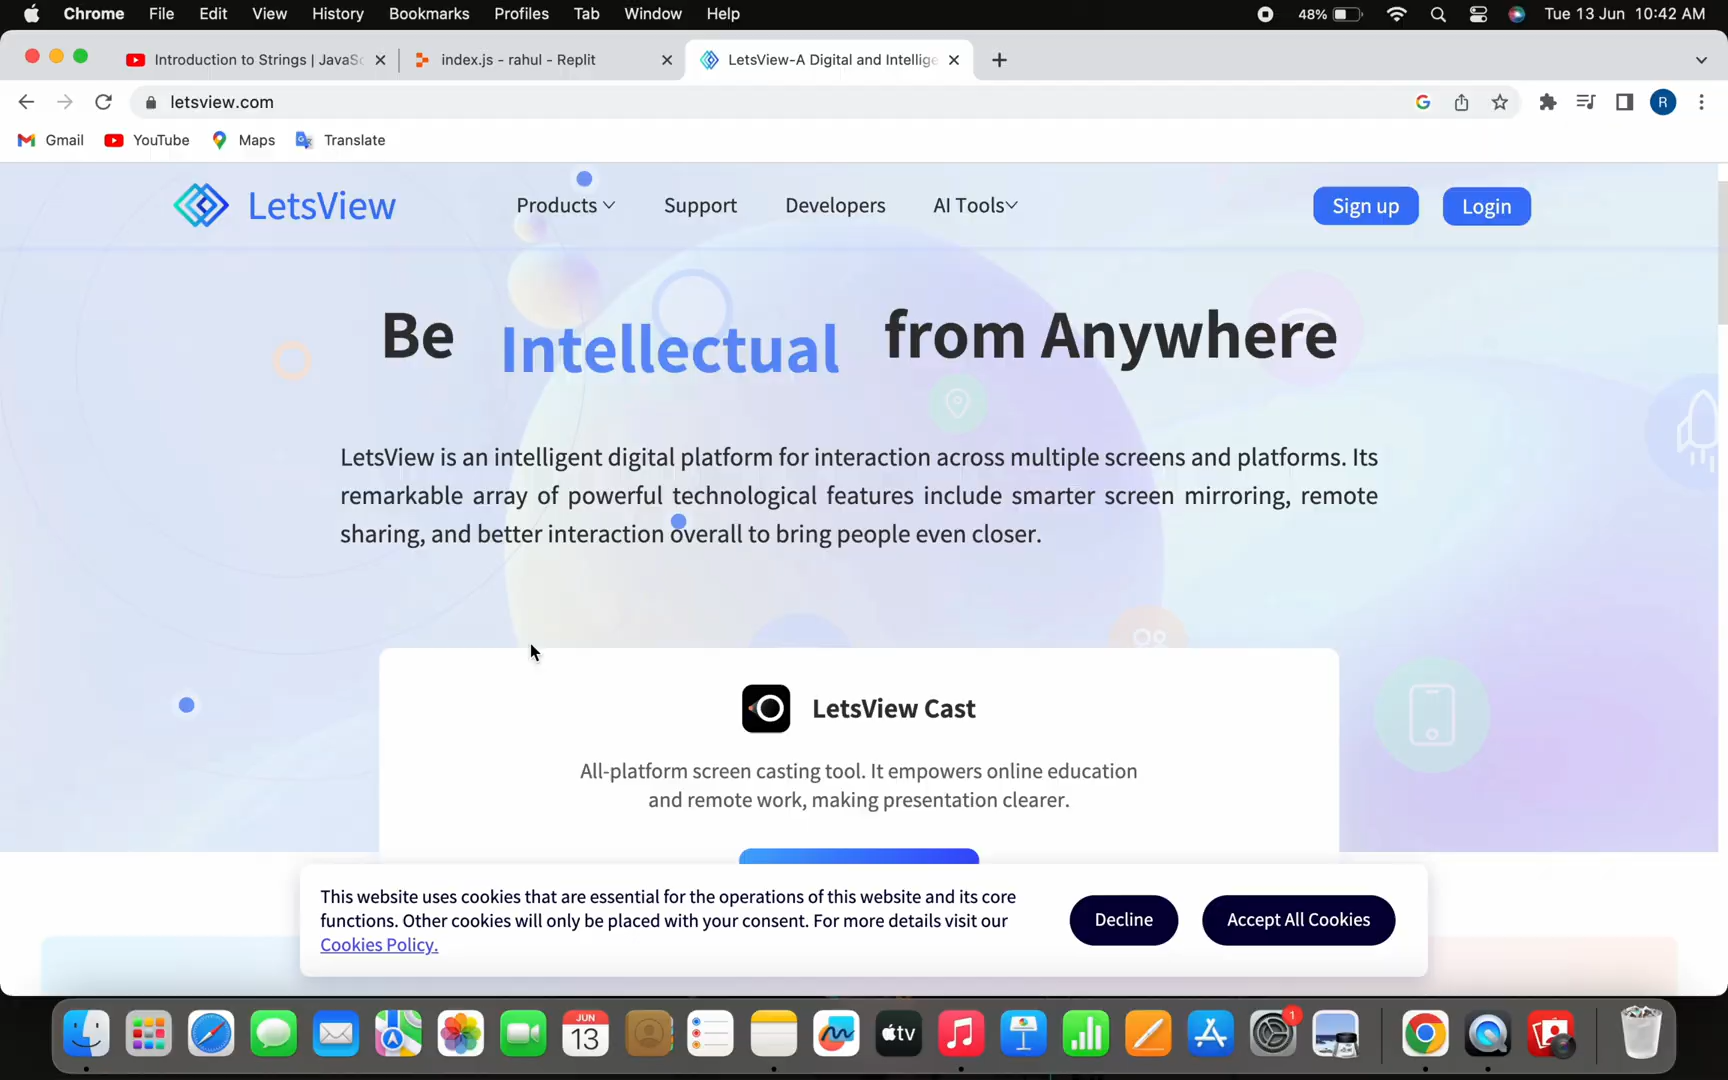 Chrome File Edit View History Bookmarks Profiles Tab Window Help 48% Tue 13 Jun 10:42 AM
Introduction to Strings | JavaSc index.js - rahul - Replit LetsView-A Digital and Intellige
letsview.com R
Gmail YouTube Maps Translate
LetsView Products Support Developers AI Tools Sign up Login
Be Intellectual from Anywhere
LetsView is an intelligent digital platform for interaction across multiple screens and platforms. Its
remarkable array of powerful technological features include smarter screen mirroring, remote
sharing, and better interaction overall to bring people even closer.
LetsView Cast
All-platform screen casting tool. It empowers online education
and remote work, making presentation clearer.
This website uses cookies that are essential for the operations of this website and its core
functions. Other cookies will only be placed with your consent. For more details visit our
Cookies Policy.
Decline Accept All Cookies
JUN
13
tv
1